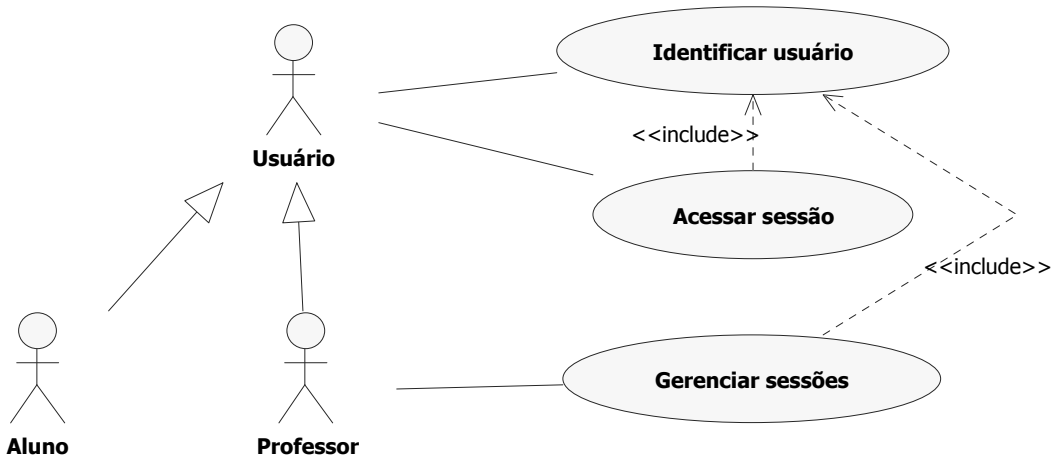 Identificar usuário
<<include>>
Usuário
Acessar sessão
<<include>>
Gerenciar sessões
Aluno
Professor